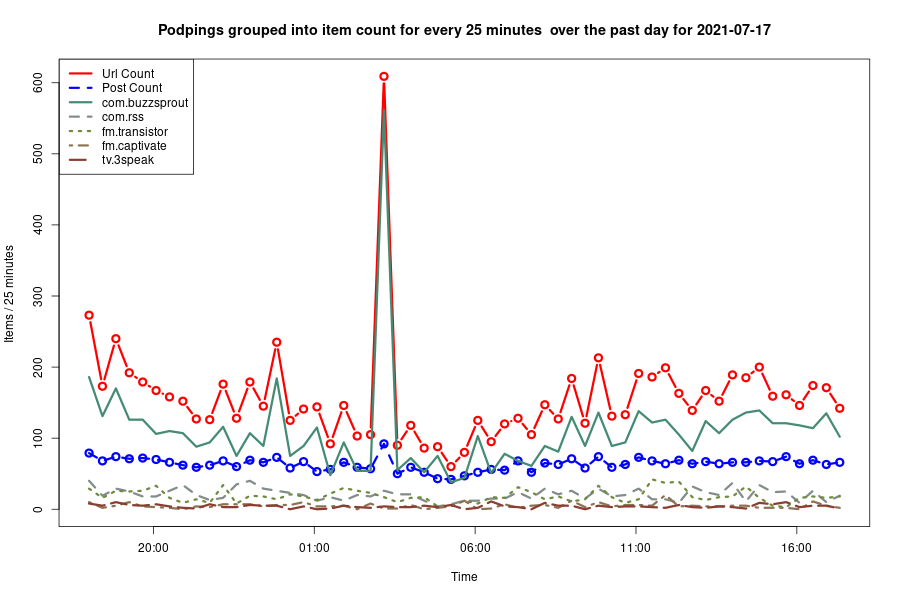 Podpings grouped into item count for every 25 minutes  over the past day for 2021-07-17
Url Count
Post Count
com.buzzsprout
com.rss
fm.transistor
fm.captivate
tv.3speak
Items / 25 minutes
600
500
400
300
200
100
0
20:00
01:00
06:00
11:00
16:00
Time